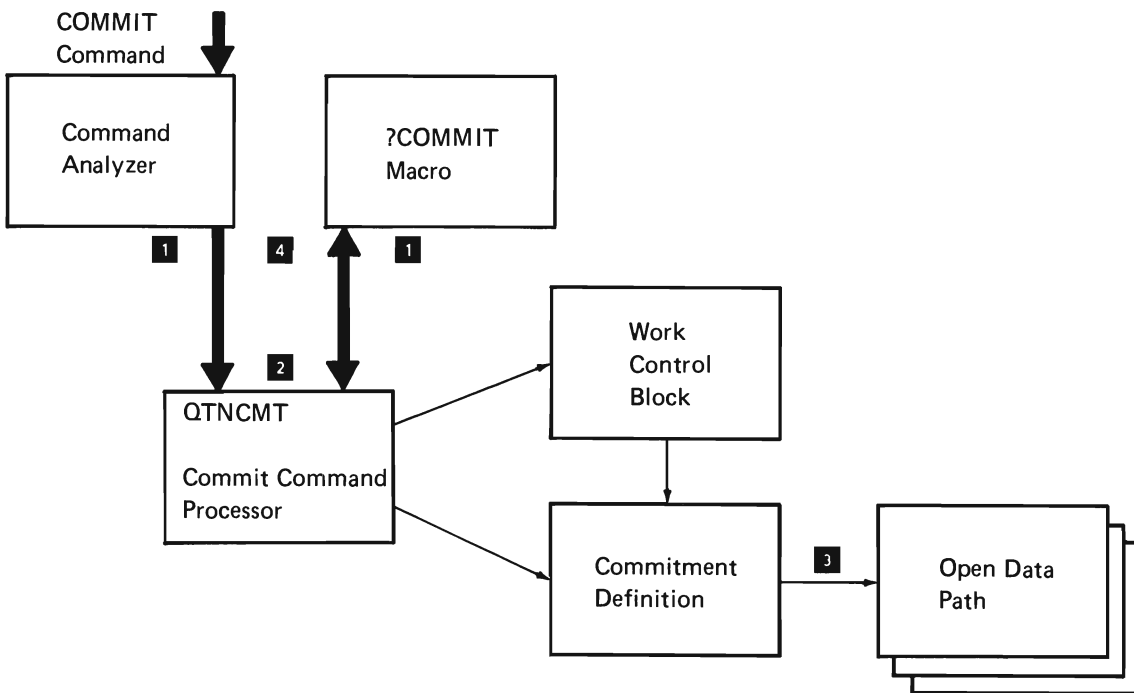 COMMIT
Command
Command
Analyzer
?COMMIT
Macro
1
4
1
2
Work
Control
Block
QTNCMT
Commit Command
Processor
Commitment
Definition
3
Open Data
Path